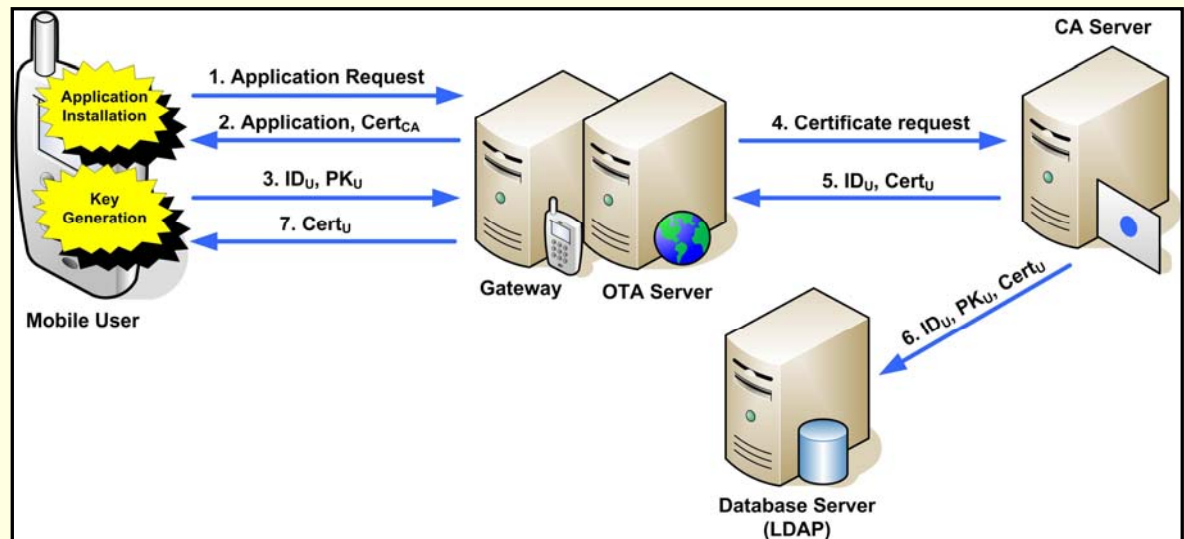 CA Server
Application
Installation
1. Application Request
2. Application, CertCA
4. Certificate request
3. IDU, PKU
5. IDU, CertU
Key
Generation
7. CertU
Gateway
OTA Server
Mobile User
6. IDU, PKU, CertU
Database Server
(LDAP)